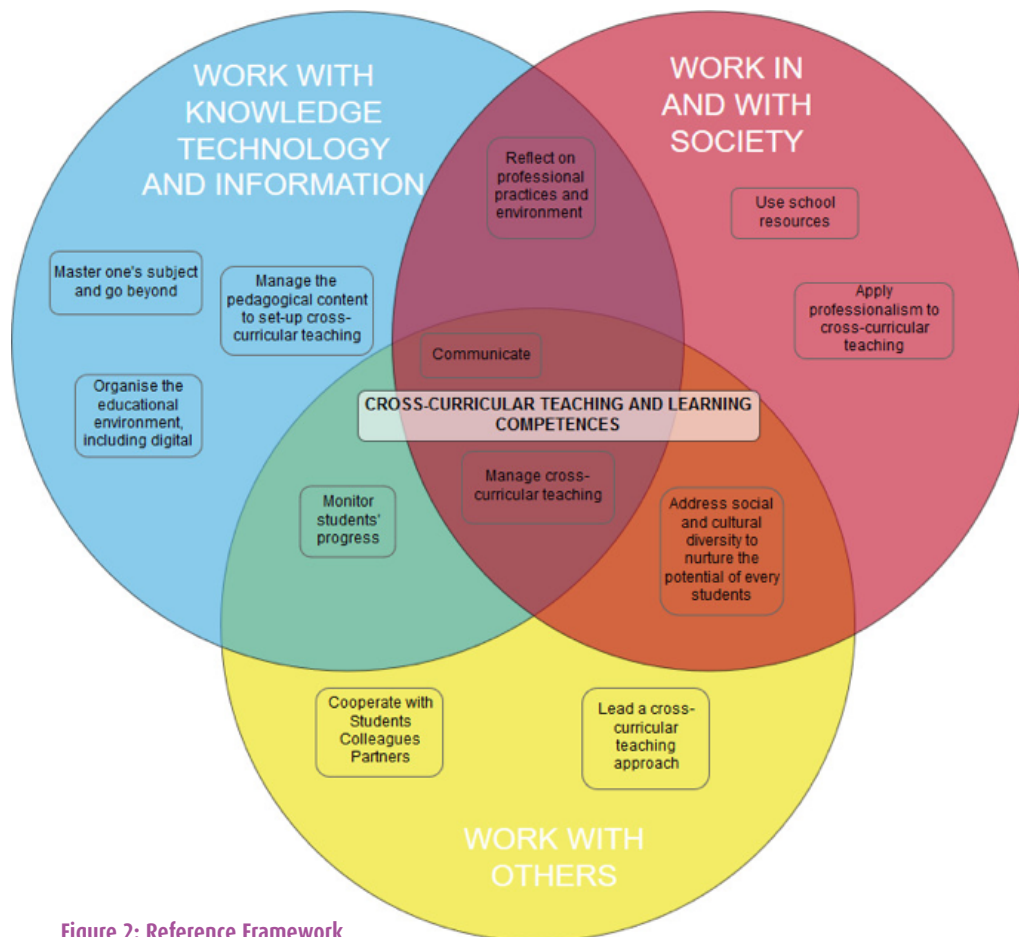 WORK WITH
KNOWLEDGE
TECHNOLOGY
AND INFORMATION
WORK IN
AND WITH
SOCIETY
Reflect on
professional
practices and
environment
Use school
resources
Master one's subject
and go beyond
Manage the
pedagogical content
to set-up cross-
curricular teaching
Apply
professionalism to
cross-curricular
teaching
Organise the
educational
environment,
including digital
Communicate
CROSS-CURRICULAR TEACHING AND LEARNING
COMPETENCES
Manage cross-
curricular teaching
Monitor
students'
progress
Address social
and cultural
diversity to
nurture the
potential of every
students
Cooperate with
Students
Colleagues
Partners
Lead a cross-
curricular
teaching
approach
WORK WITH
OTHERS
Figure 2: Reference Framework